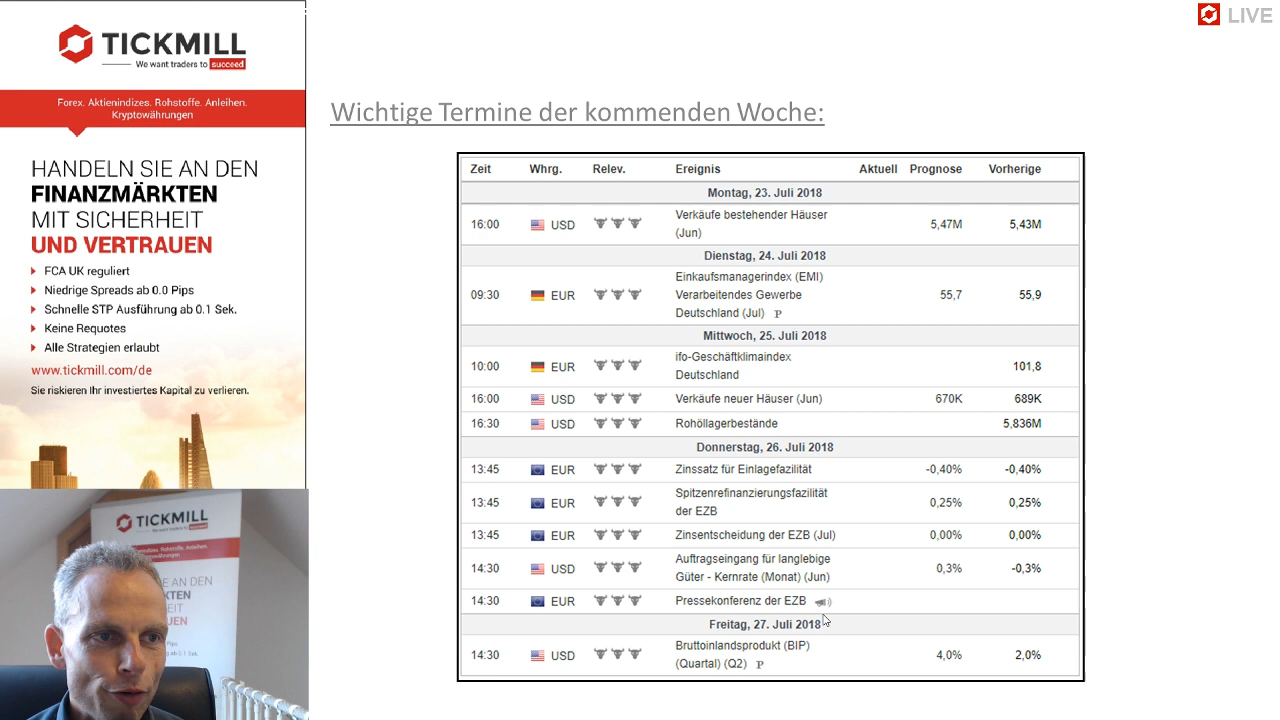 TICKMILL
We want traders to succeed
Forex. Aktienindizes. Rohstoffe. Anleihen.
Kryptowährungen
HANDELN SIE AN DEN
FINANZMÄRKTEN
MIT SICHERHEIT
UND VERTRAUEN
FCA UK reguliert
Niedrige Spreads ab 0.0 Pips
Schnelle STP Ausführung ab 0.1 Sek.
Keine Requotes
Alle Strategien erlaubt
www.tickmill.com/de
Sie riskieren Ihr investiertes Kapital zu verlieren.
TICKMILL
LIVE
Wichtige Termine der kommenden Woche:
Zeit Whrg. Relev. Ereignis Aktuell Prognose Vorherige
Montag, 23. Juli 2018
16:00 USD Verkäufe bestehender Häuser 5,47M 5,43M
(Jun)
Dienstag, 24. Juli 2018
Einkaufsmanagerindex (EMI)
09:30 EUR Verarbeitendes Gewerbe 55,7 55,9
Deutschland (Jul) P
Mittwoch, 25. Juli 2018
10:00 EUR ifo-Geschäftklimaindex 101,8
Deutschland
16:00 USD Verkäufe neuer Häuser (Jun) 670K 689K
16:30 USD Rohöllagerbestände 5,836M
Donnerstag, 26. Juli 2018
13:45 EUR Zinssatz für Einlagefazilität -0,40% -0,40%
13:45 EUR Spitzenrefinanzierungsfazilität 0,25% 0,25%
der EZB
13:45 EUR Zinsentscheidung der EZB (Jul) 0,00% 0,00%
14:30 USD Auftragseingang für langlebige 0,3% -0,3%
Güter - Kernrate (Monat) (Jun)
14:30 EUR Pressekonferenz der EZB
Freitag, 27. Juli 2018
14:30 USD Bruttoinlandsprodukt (BIP) 4,0% 2,0%
(Quartal) (Q2) P